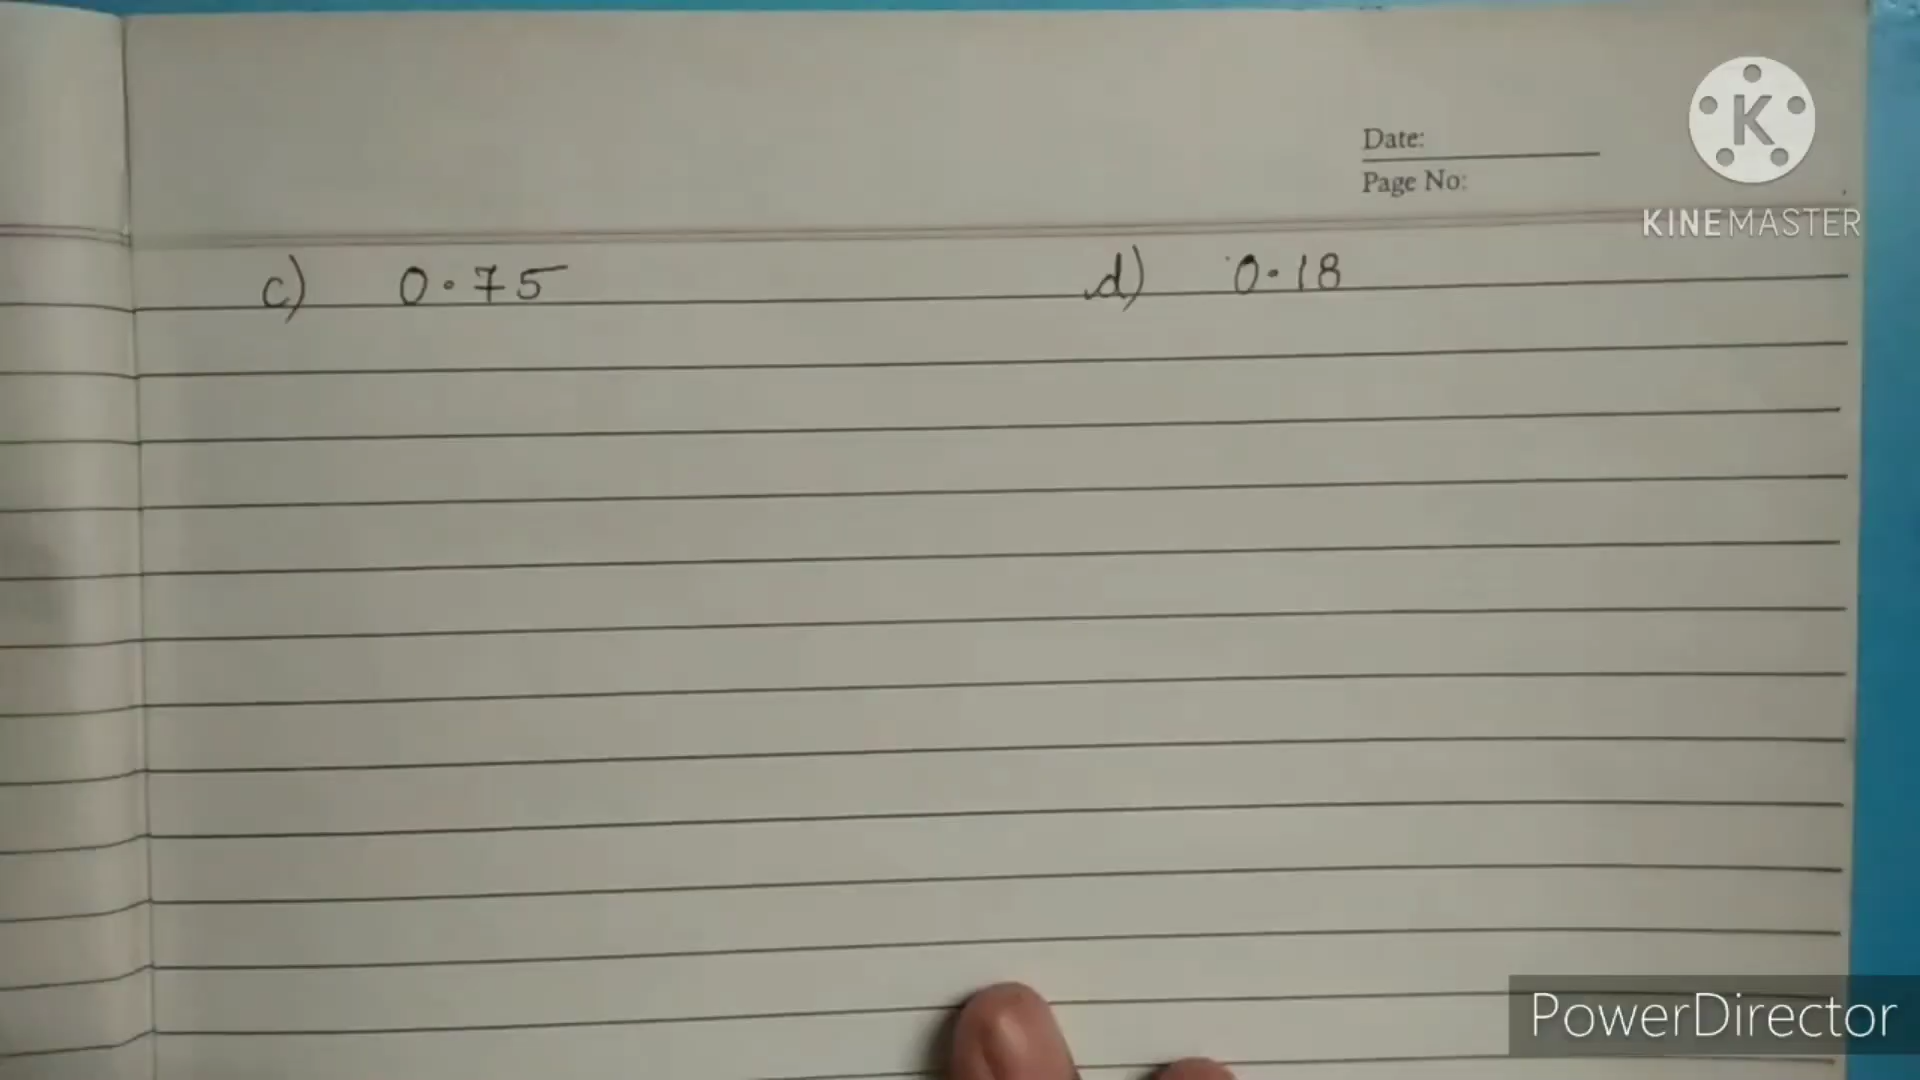 Date:
Page No:
K
KINEMASTER
c) 0.75 d) 0.18
PowerDirector